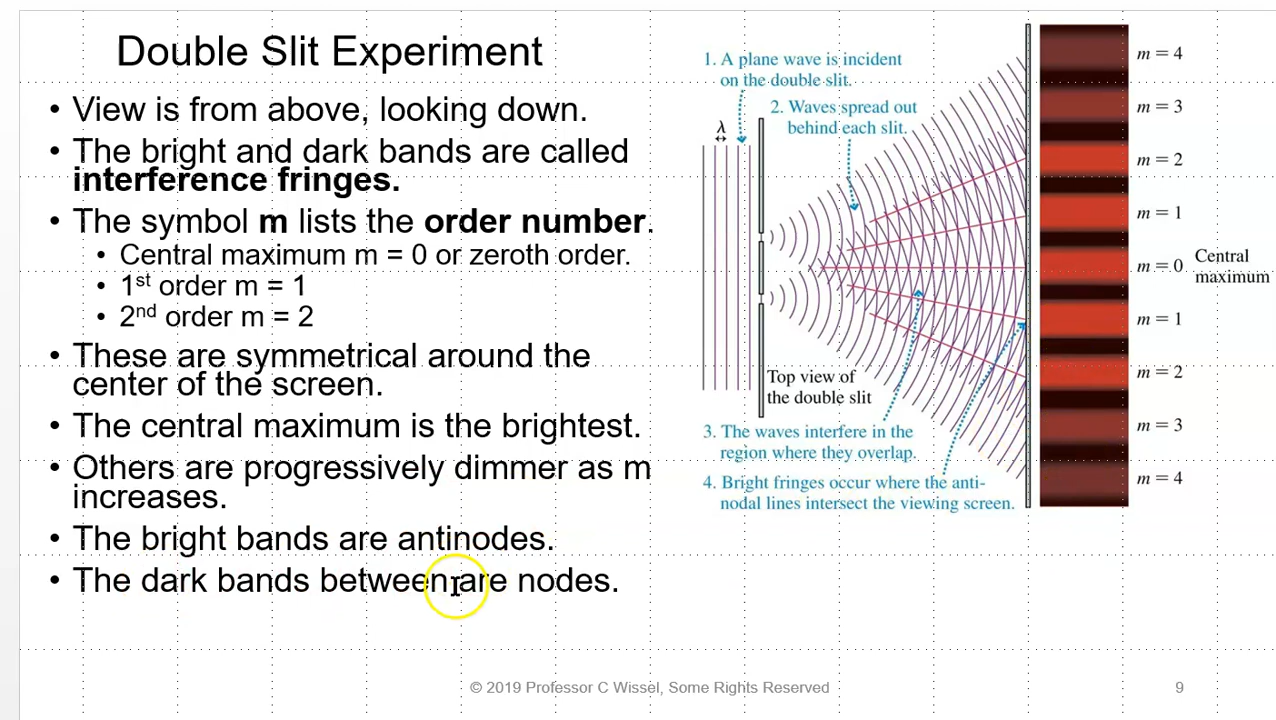 Double Slit Experiment
• View is from above, looking down.
• The bright and dark bands are called
interference fringes.
• The symbol m lists the order number.
• Central maximum m = 0 or zeroth order.
• 1st order m = 1
• 2nd order m = 2
• These are symmetrical around the
center of the screen.
• The central maximum is the brightest.
• Others are progressively dimmer as m
increases.
• The bright bands are antinodes.
• The dark bands between are nodes.
1. A plane wave is incident
on the double slit.
2. Waves spread out
behind each slit.
λ
Top view of
the double slit
3. The waves interfere in the
region where they overlap.
4. Bright fringes occur where the anti-
nodal lines intersect the viewing screen.
m = 4
m = 3
m = 2
m = 1
m = 0 Central
maximum
m = 1
m = 2
m = 3
m = 4
© 2019 Professor C Wissel, Some Rights Reserved
9